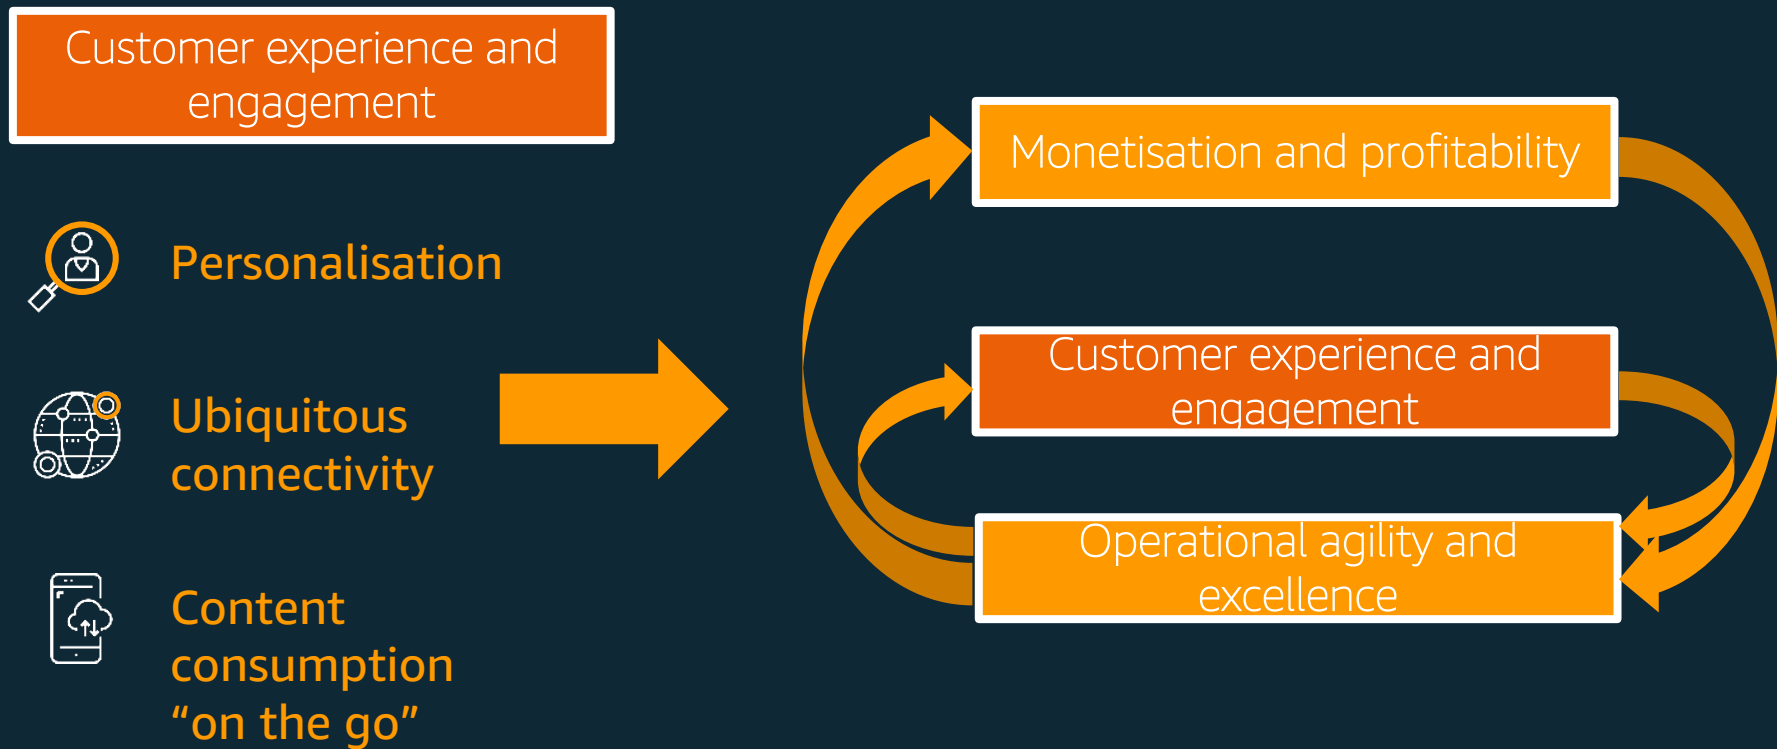 Customer experience and
engagement
Personalisation
Ubiquitous
connectivity
Content
consumption
“on the go”
Monetisation and profitability
Customer experience and
engagement
Operational agility and
excellence